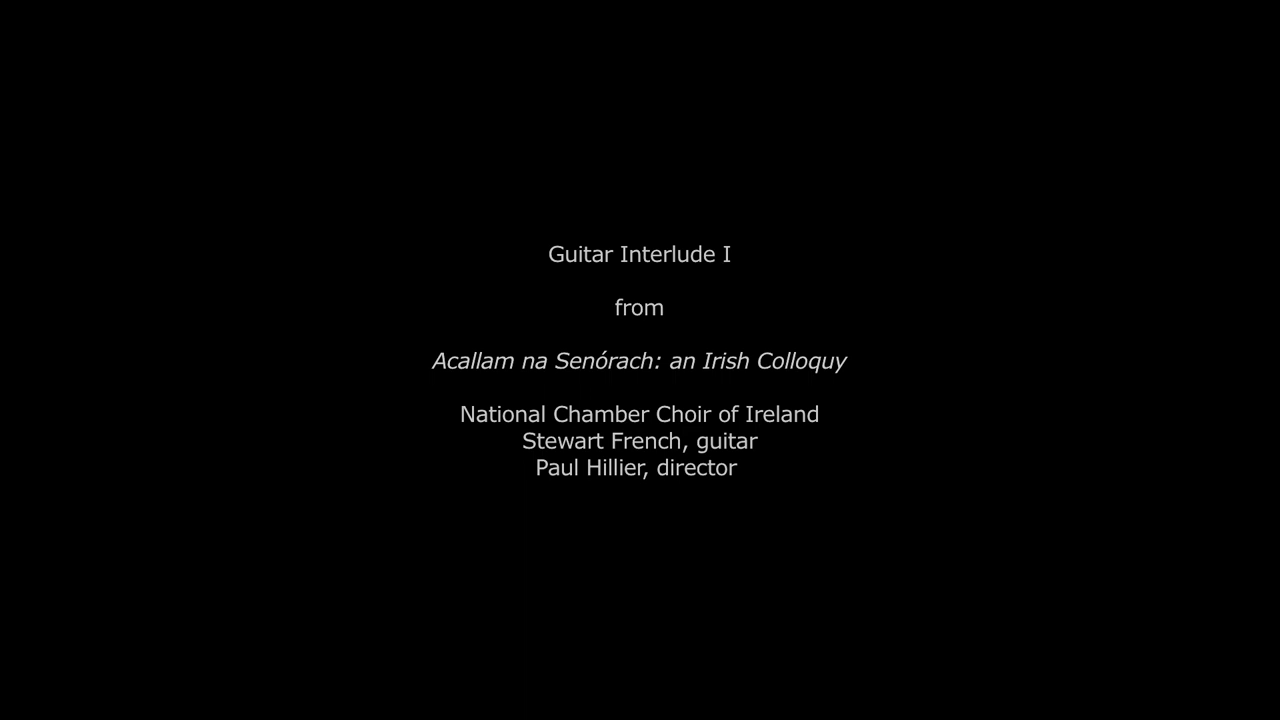 Guitar Interlude I
from
Acallam na Senórach: an Irish Colloquy
National Chamber Choir of Ireland
Stewart French, guitar
Paul Hillier, director